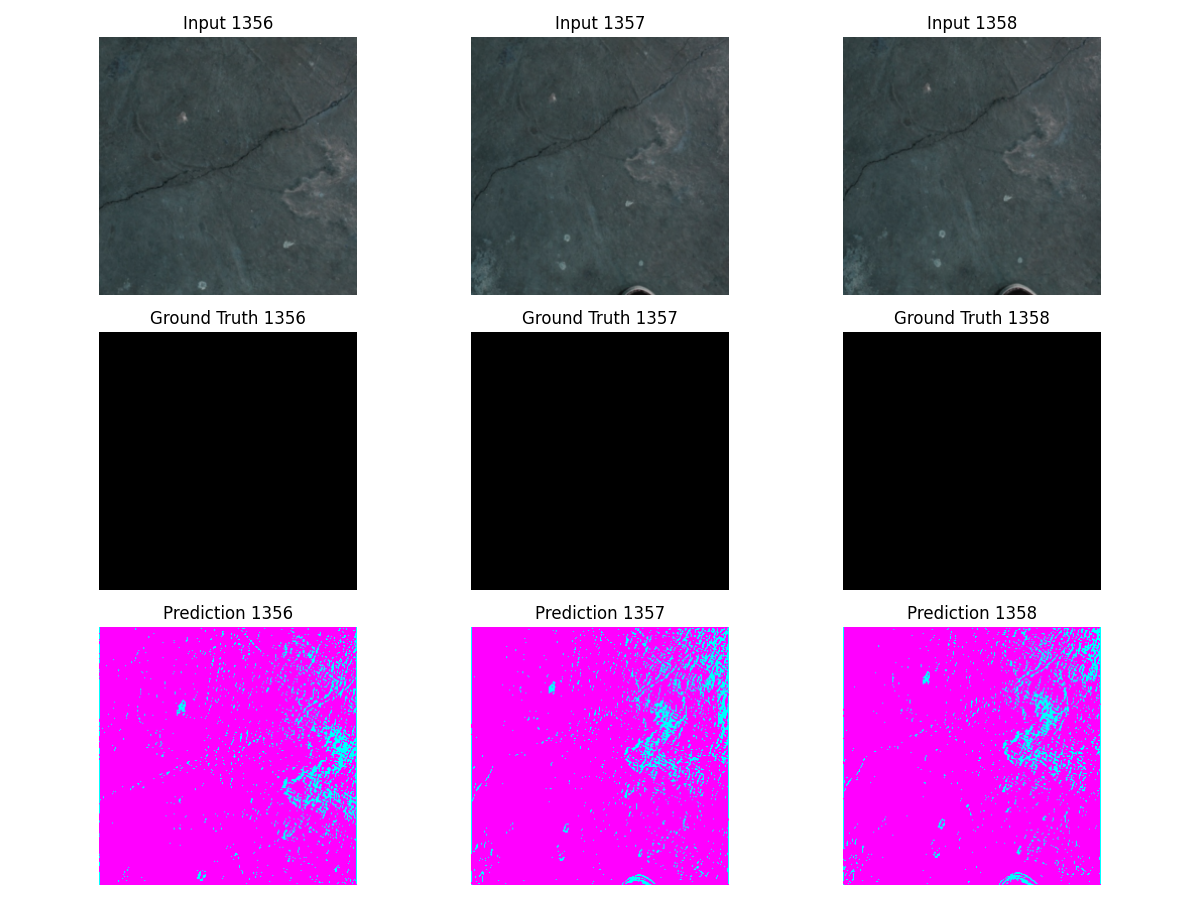 Input 1356
Input 1357
Input 1358
Ground Truth 1356
Ground Truth 1357
Ground Truth 1358
Prediction 1356
Prediction 1357
Prediction 1358